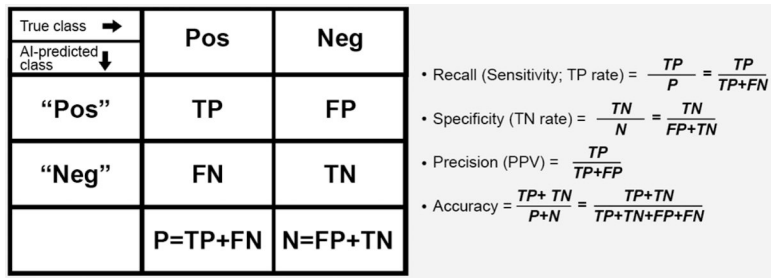 True class →
Pos
Neg
AI-predicted
class ↓
"Pos"
TP
FP
"Neg"
FN
TN
P=TP+FN
N=FP+TN
• Recall (Sensitivity; TP rate) = TP/P = TP/TP+FN
• Specificity (TN rate) = TN/N = TN/FP+TN
• Precision (PPV) = TP/TP+FP
• Accuracy = TP+ TN/P+N = TP+TN/TP+TN+FP+FN